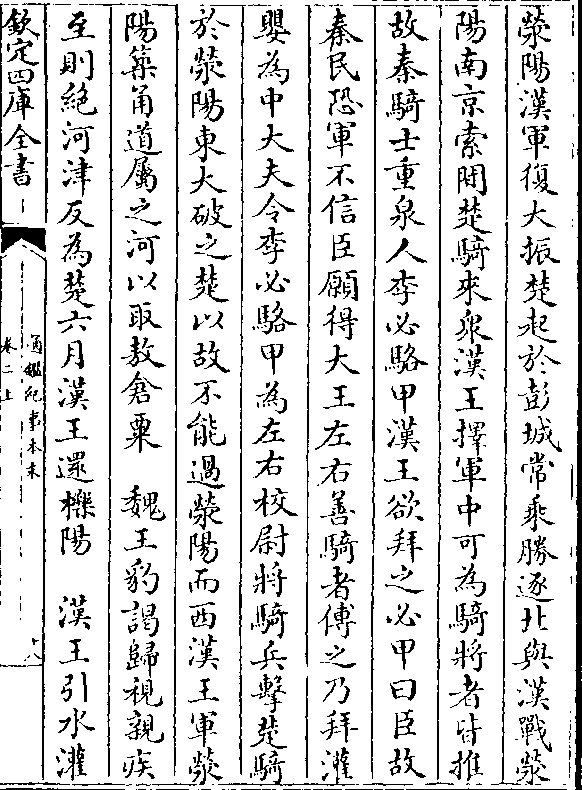 滎陽漢軍復大振楚起於彭城常乘勝逐北與漢戰滎
陽南京索閒楚騎來衆漢王擇軍中可為騎將者皆推
故秦騎士重泉人李必駱甲漢王欲拜之必甲曰臣故
秦民恐軍不信臣願得大王左右善騎者傅之乃拜灌
嬰為中大夫令李必駱甲為左右校尉將騎兵擊楚騎
於滎陽東大破之楚以故不能過滎陽而西漢王軍滎
陽築甬道屬之河以取敖倉粟　魏王豹謁歸視親疾
至則絕河津反為楚六月漢王還櫟陽　漢王引水灌
欽定四庫全書
通鑑紀事本末
卷二上
十八